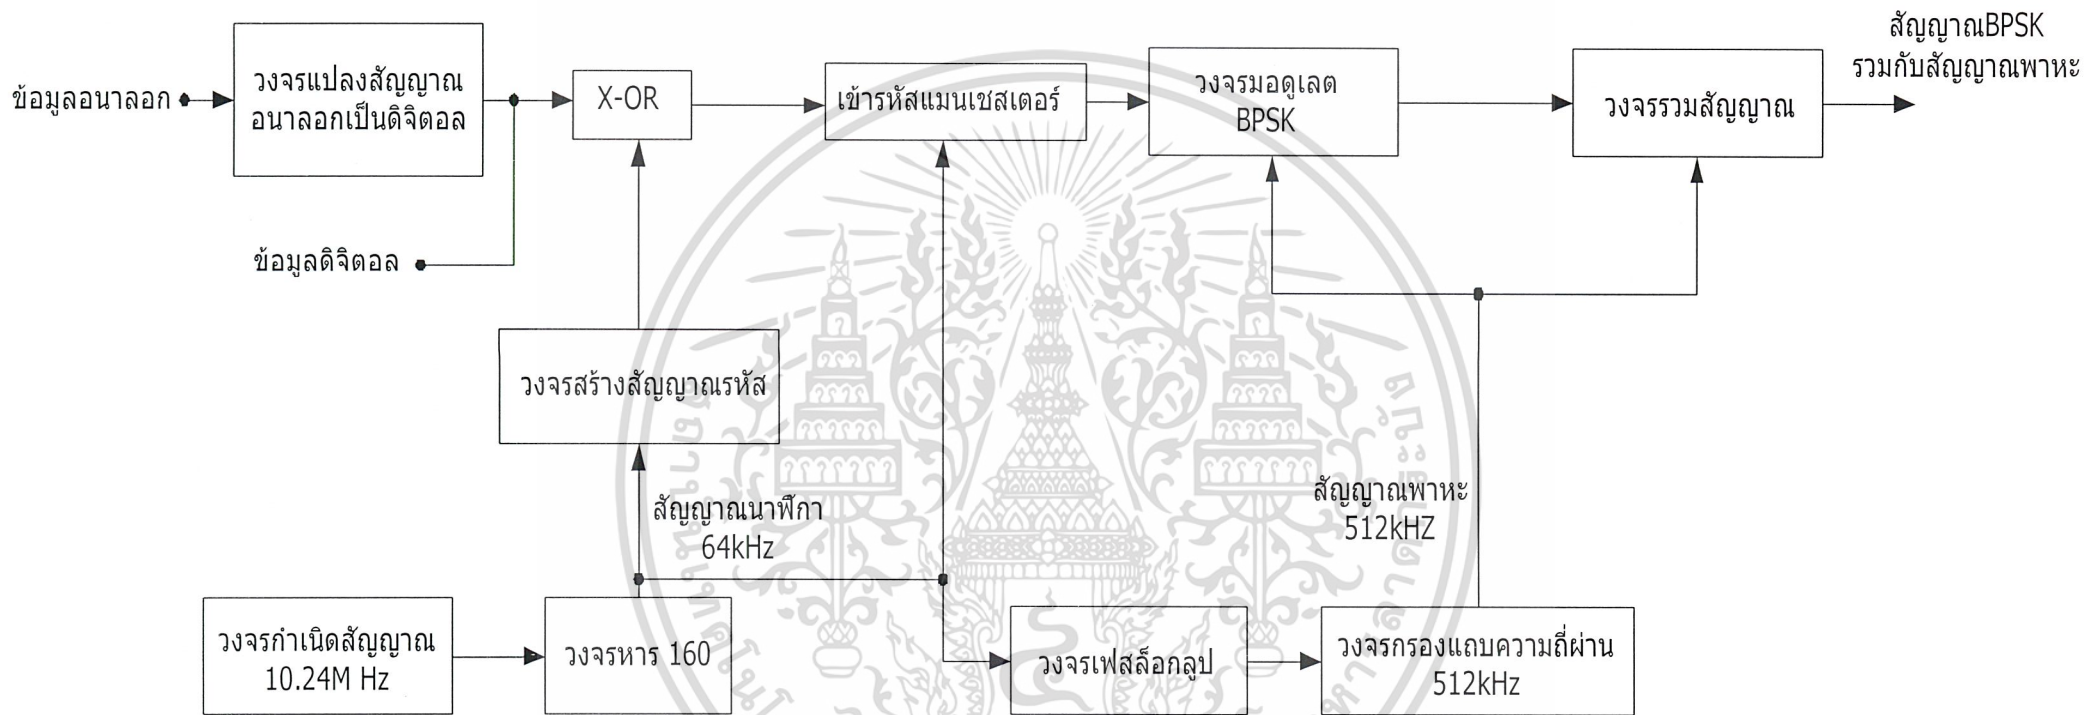 สัญญาณBPSK
รวมกับสัญญาณพาหะ
ข้อมูลอนาลอก
วงจรแปลงสัญญาณ
อนาลอกเป็นดิจิตอล
X-OR
เข้ารหัสแมนเชสเตอร์
วงจรมอดูเลต
BPSK
วงจรรวมสัญญาณ
ข้อมูลดิจิตอล
วงจรสร้างสัญญาณรหัส
สัญญาณนาฬิกา
64kHz
สัญญาณพาหะ
512kHZ
วงจรกำเนิดสัญญาณ
10.24M Hz
วงจรหาร 160
วงจรเฟสล็อกลูป
วงจรกรองแถบความถี่ผ่าน
512kHz